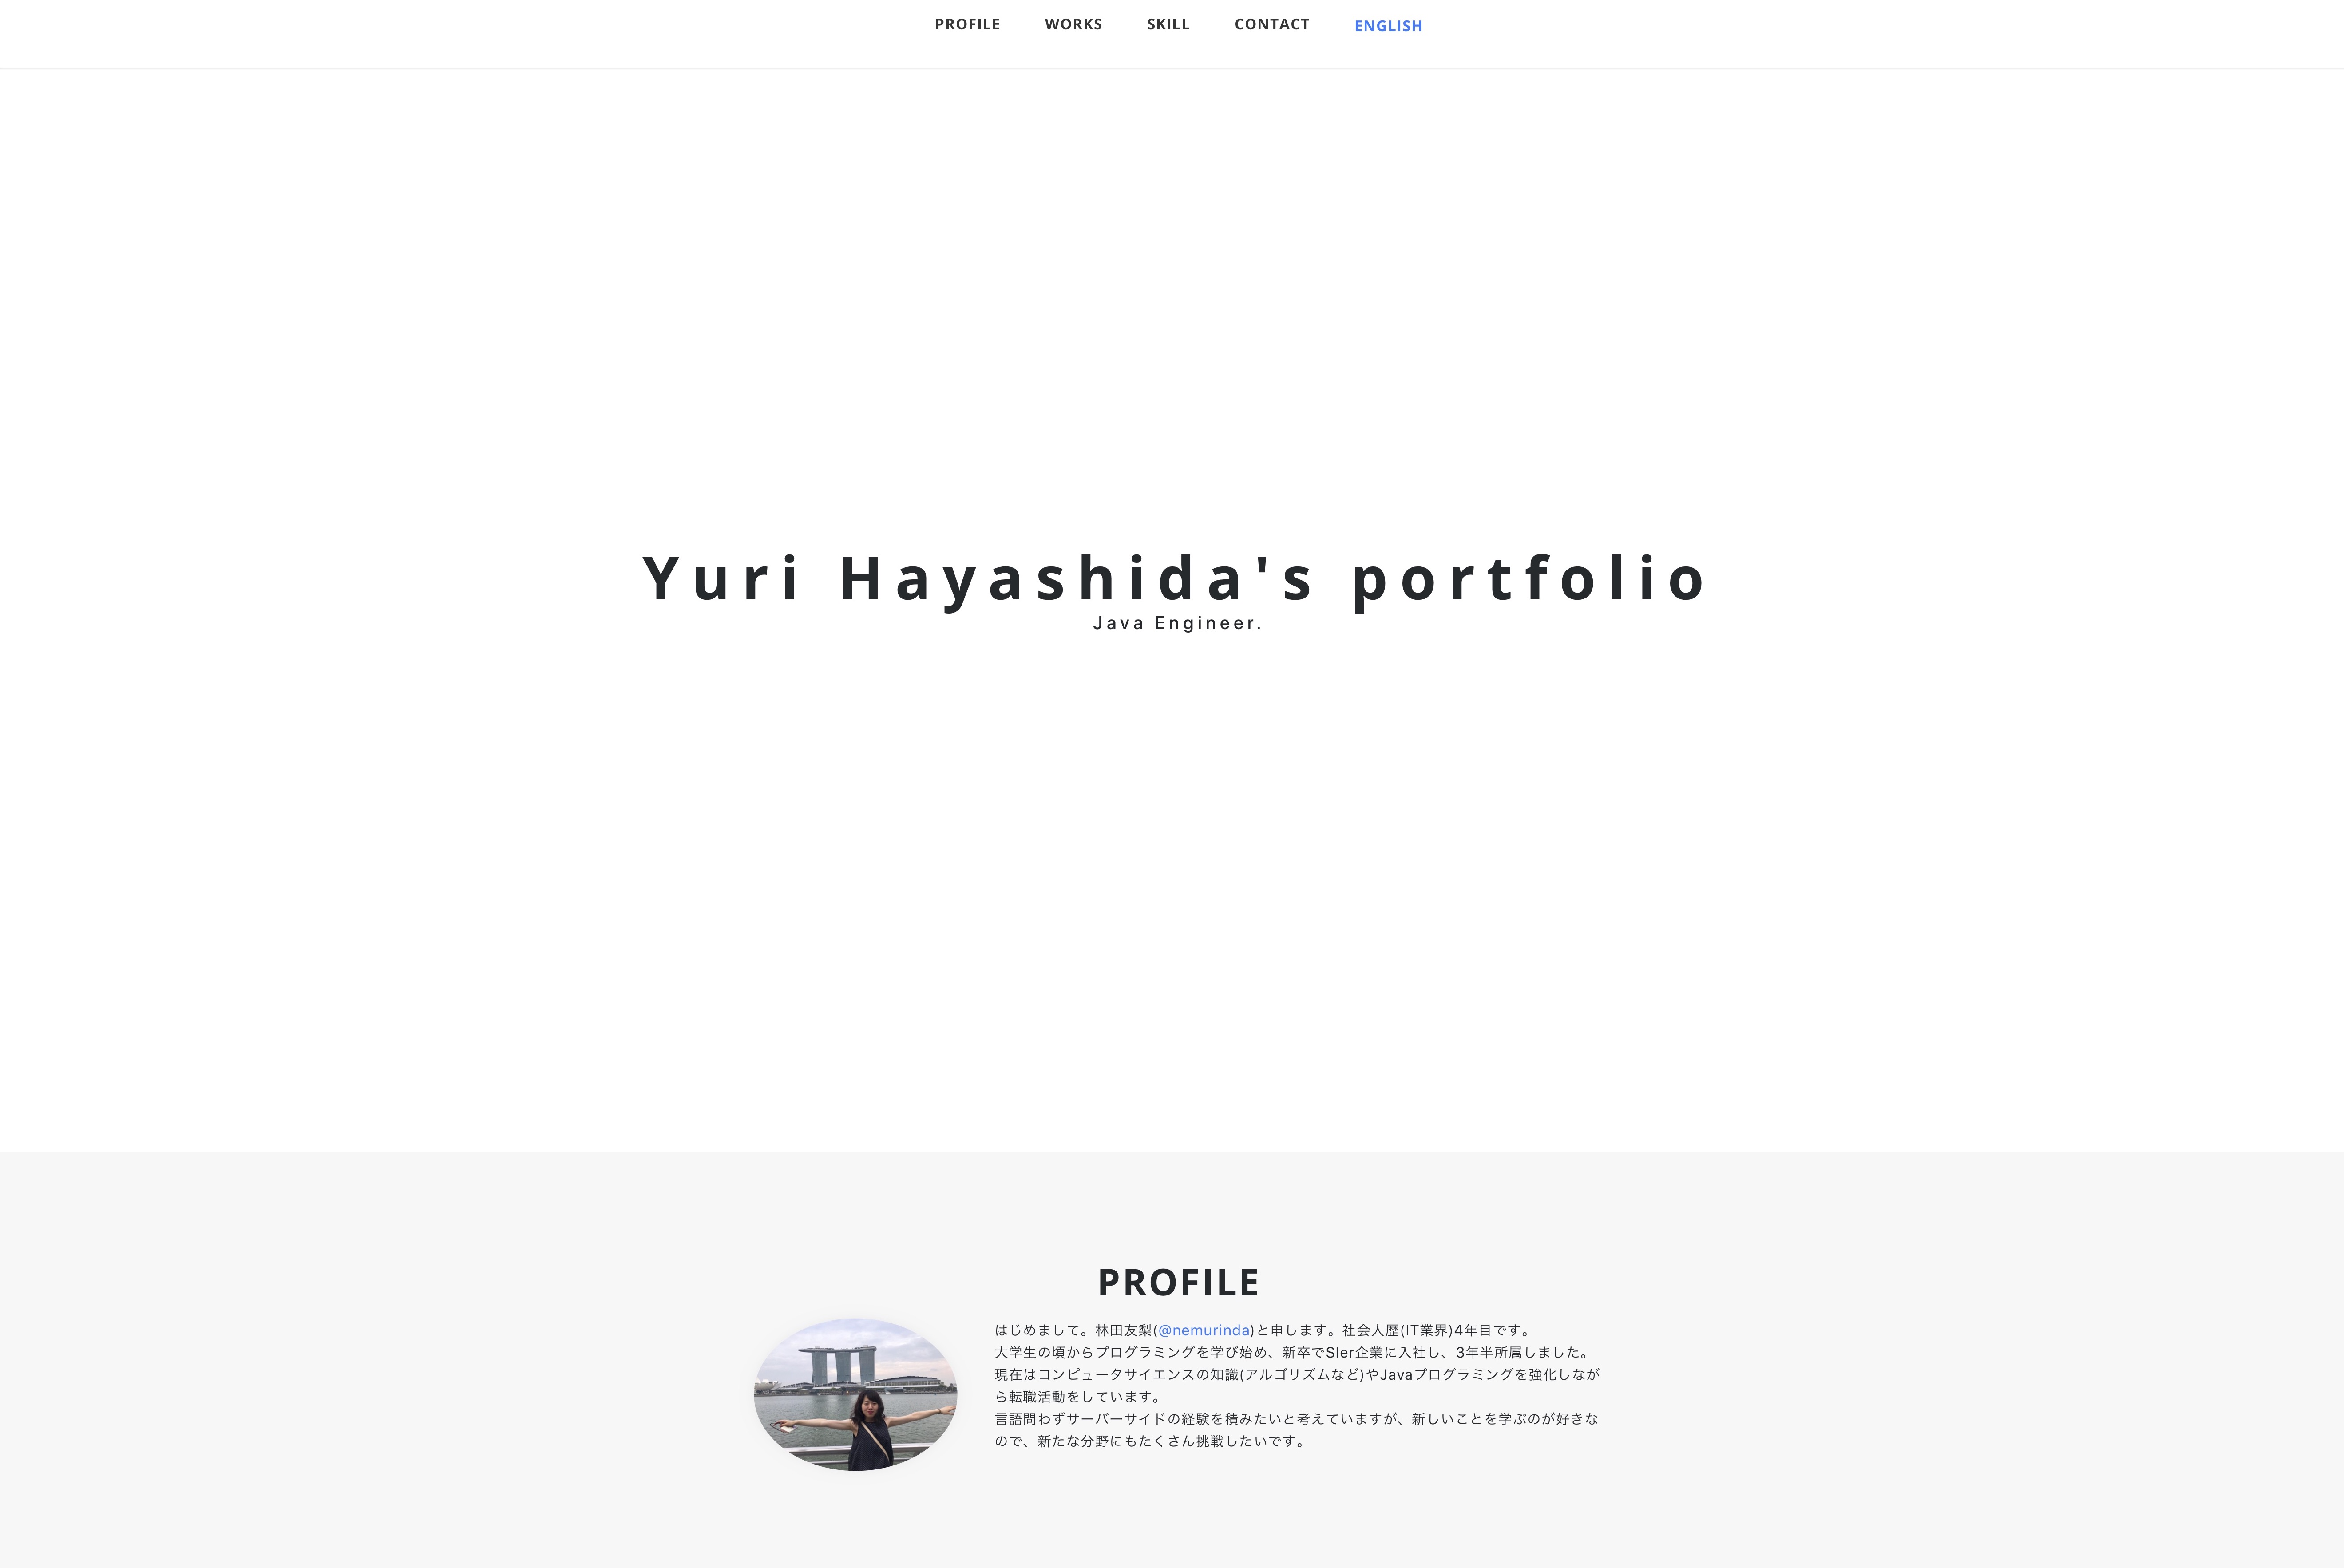 PROFILE WORKS SKILL CONTACT ENGLISH
Yuri Hayashida's portfolio
Java Engineer.
PROFILE
はじめまして。林田友梨(@nemurinda)と申します。社会人歴(IT業界)4年目です。
大学生の頃からプログラミングを学び始め、新卒でSIer企業に入社し、3年半所属しました。
現在はコンピュータサイエンスの知識(アルゴリズムなど)やJavaプログラミングを強化しなが
ら転職活動をしています。
言語問わずサーバーサイドの経験を積みたいと考えていますが、新しいことを学ぶのが好きな
ので、新たな分野にもたくさん挑戦したいです。